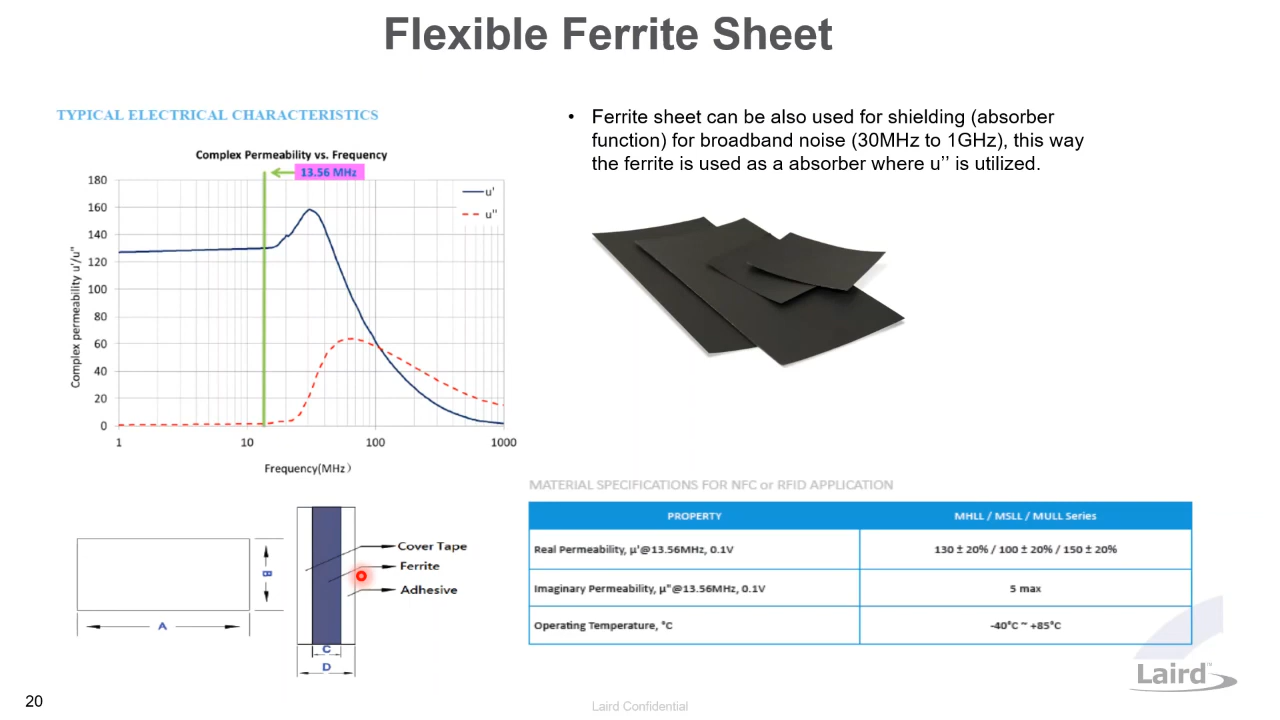 Flexible Ferrite Sheet
TYPICAL ELECTRICAL CHARACTERISTICS
Complex Permeability vs. Frequency
13.56 MHz
180
160
140
120
100
80
60
40
20
0
Complex permeability u'/u"
u'
u''
1
10
100
1000
Frequency(MHz)
• Ferrite sheet can be also used for shielding (absorber
function) for broadband noise (30MHz to 1GHz), this way
the ferrite is used as a absorber where u’’ is utilized.
A
B
Cover Tape
Ferrite
Adhesive
C
D
MATERIAL SPECIFICATIONS FOR NFC or RFID APPLICATION
PROPERTY
MHLL / MSLL / MULL Series
Real Permeability, μ'@13.56MHz, 0.1V
130 ± 20% / 100 ± 20% / 150 ± 20%
Imaginary Permeability, μ"@13.56MHz, 0.1V
5 max
Operating Temperature, °C
-40°C ~ +85°C
Laird™
20
Laird Confidential